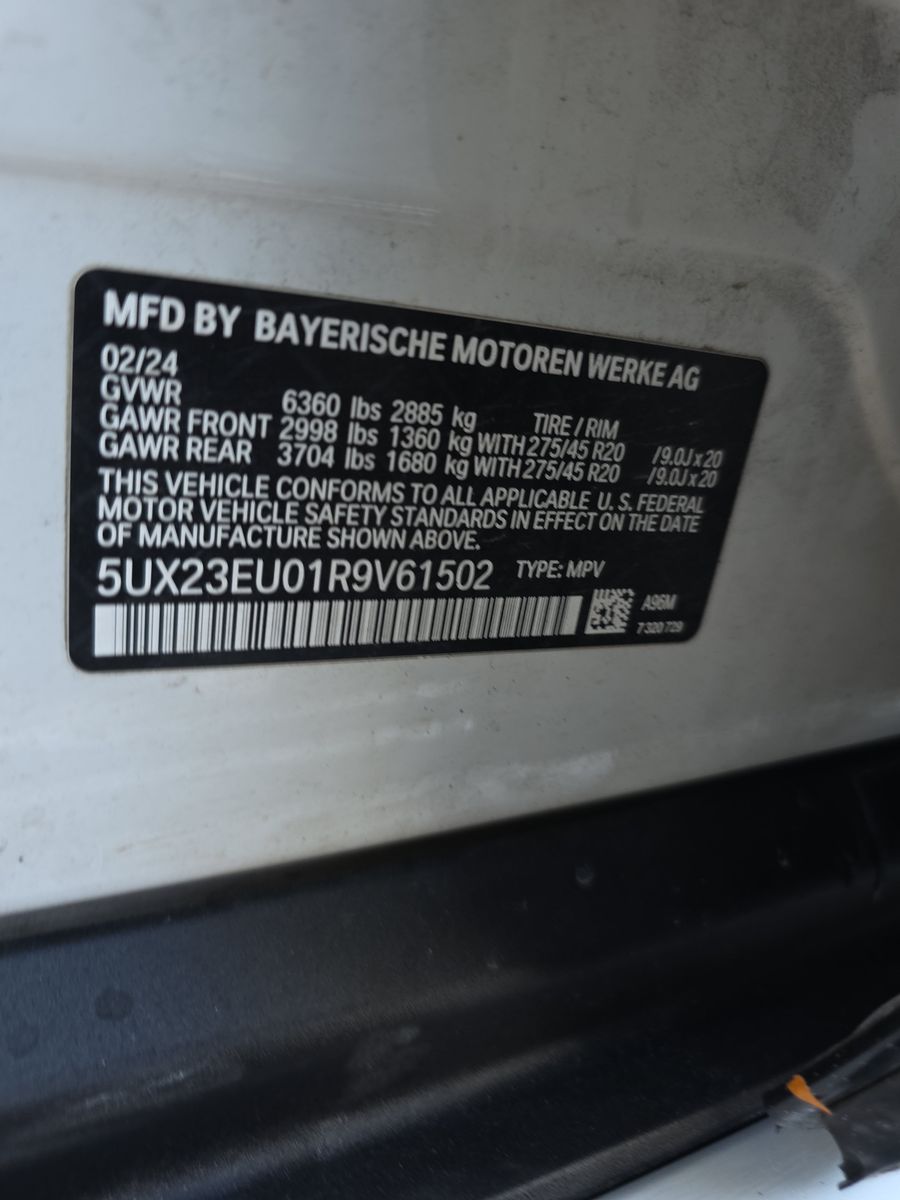 MFD BY BAYERISCHE MOTOREN WERKE AG
02/24
GVWR 6360 lbs 2885 kg TIRE / RIM
GAWR FRONT 2998 lbs 1360 kg WITH 275/45 R20 /9.0J x 20
GAWR REAR 3704 lbs 1680 kg WITH 275/45 R20 /9.0J x 20
THIS VEHICLE CONFORMS TO ALL APPLICABLE U. S. FEDERAL
MOTOR VEHICLE SAFETY STANDARDS IN EFFECT ON THE DATE
OF MANUFACTURE SHOWN ABOVE.
5UX23EU01R9V61502 TYPE: MPV
A96M
7 320 729